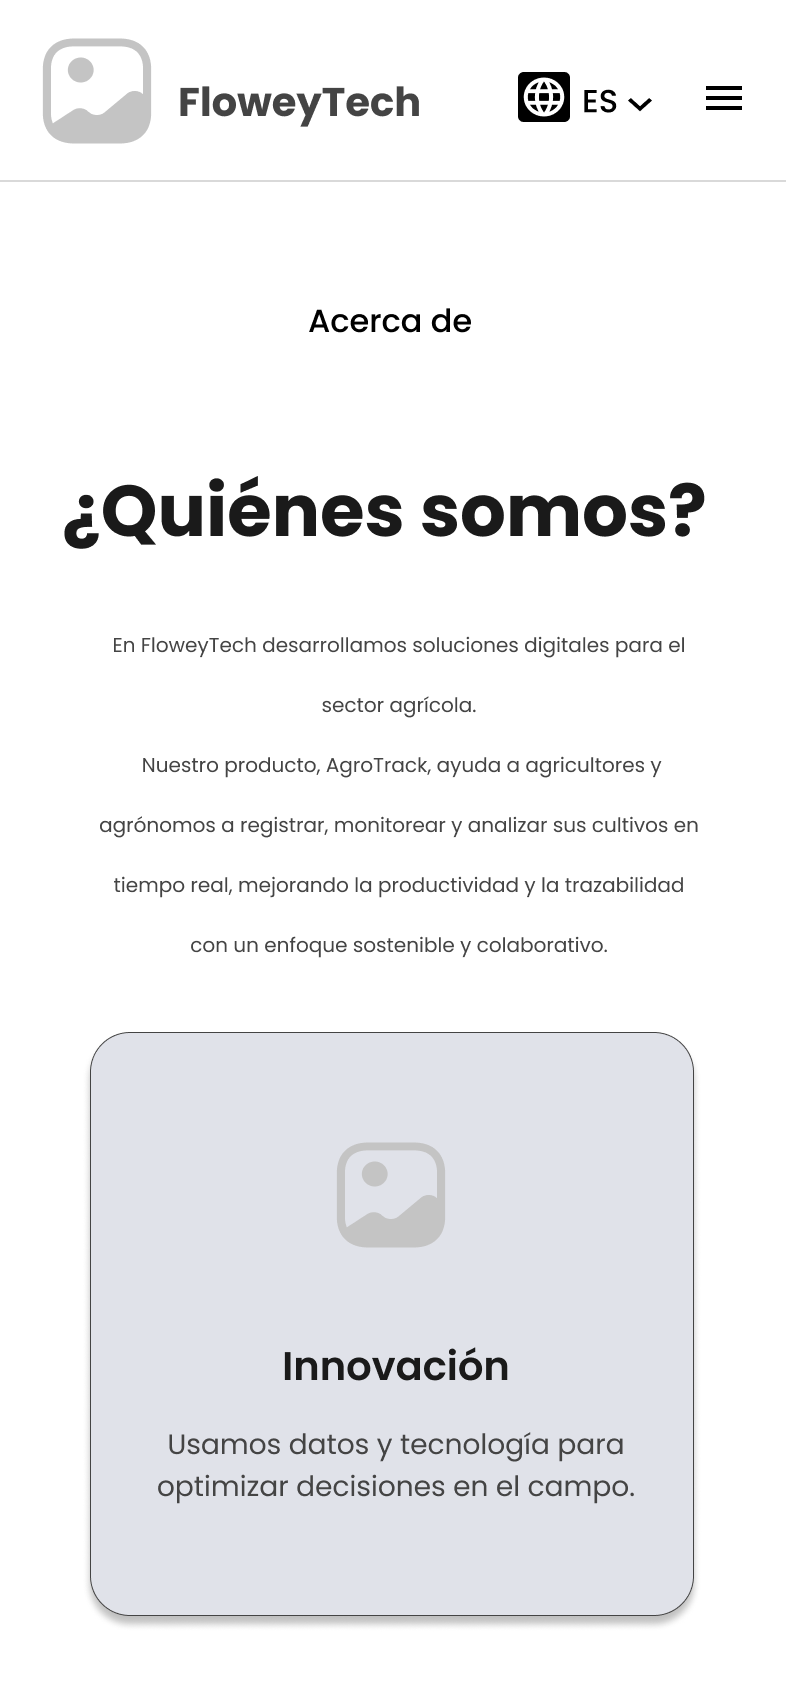 FloweyTech
ES
Acerca de
¿Quiénes somos?
En FloweyTech desarrollamos soluciones digitales para el
sector agrícola.
Nuestro producto, AgroTrack, ayuda a agricultores y
agrónomos a registrar, monitorear y analizar sus cultivos en
tiempo real, mejorando la productividad y la trazabilidad
con un enfoque sostenible y colaborativo.
Innovación
Usamos datos y tecnología para
optimizar decisiones en el campo.